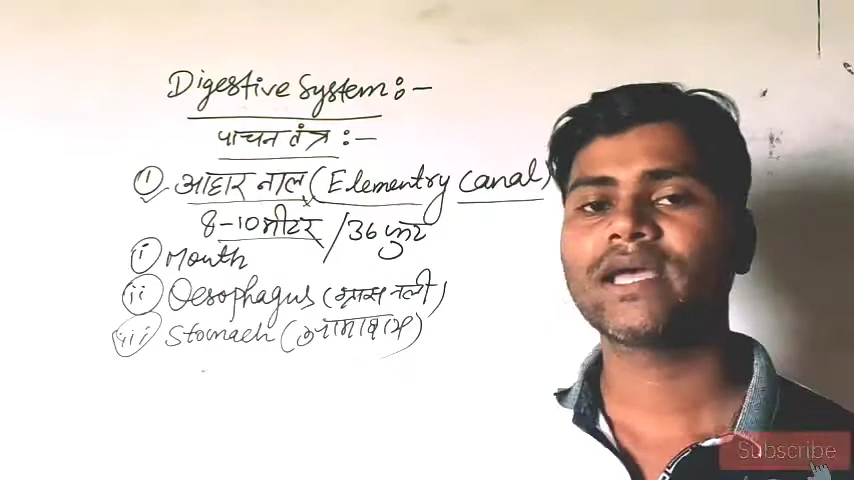 Digestive System:-
पाचन तंत्र :-
1 आहार नाल (Elementry Canal)
8-10 मीटर / 36 फुट
i Mouth
ii Oesophagus (ग्रास नली)
iii Stomach (आमाशय)
Subscribe